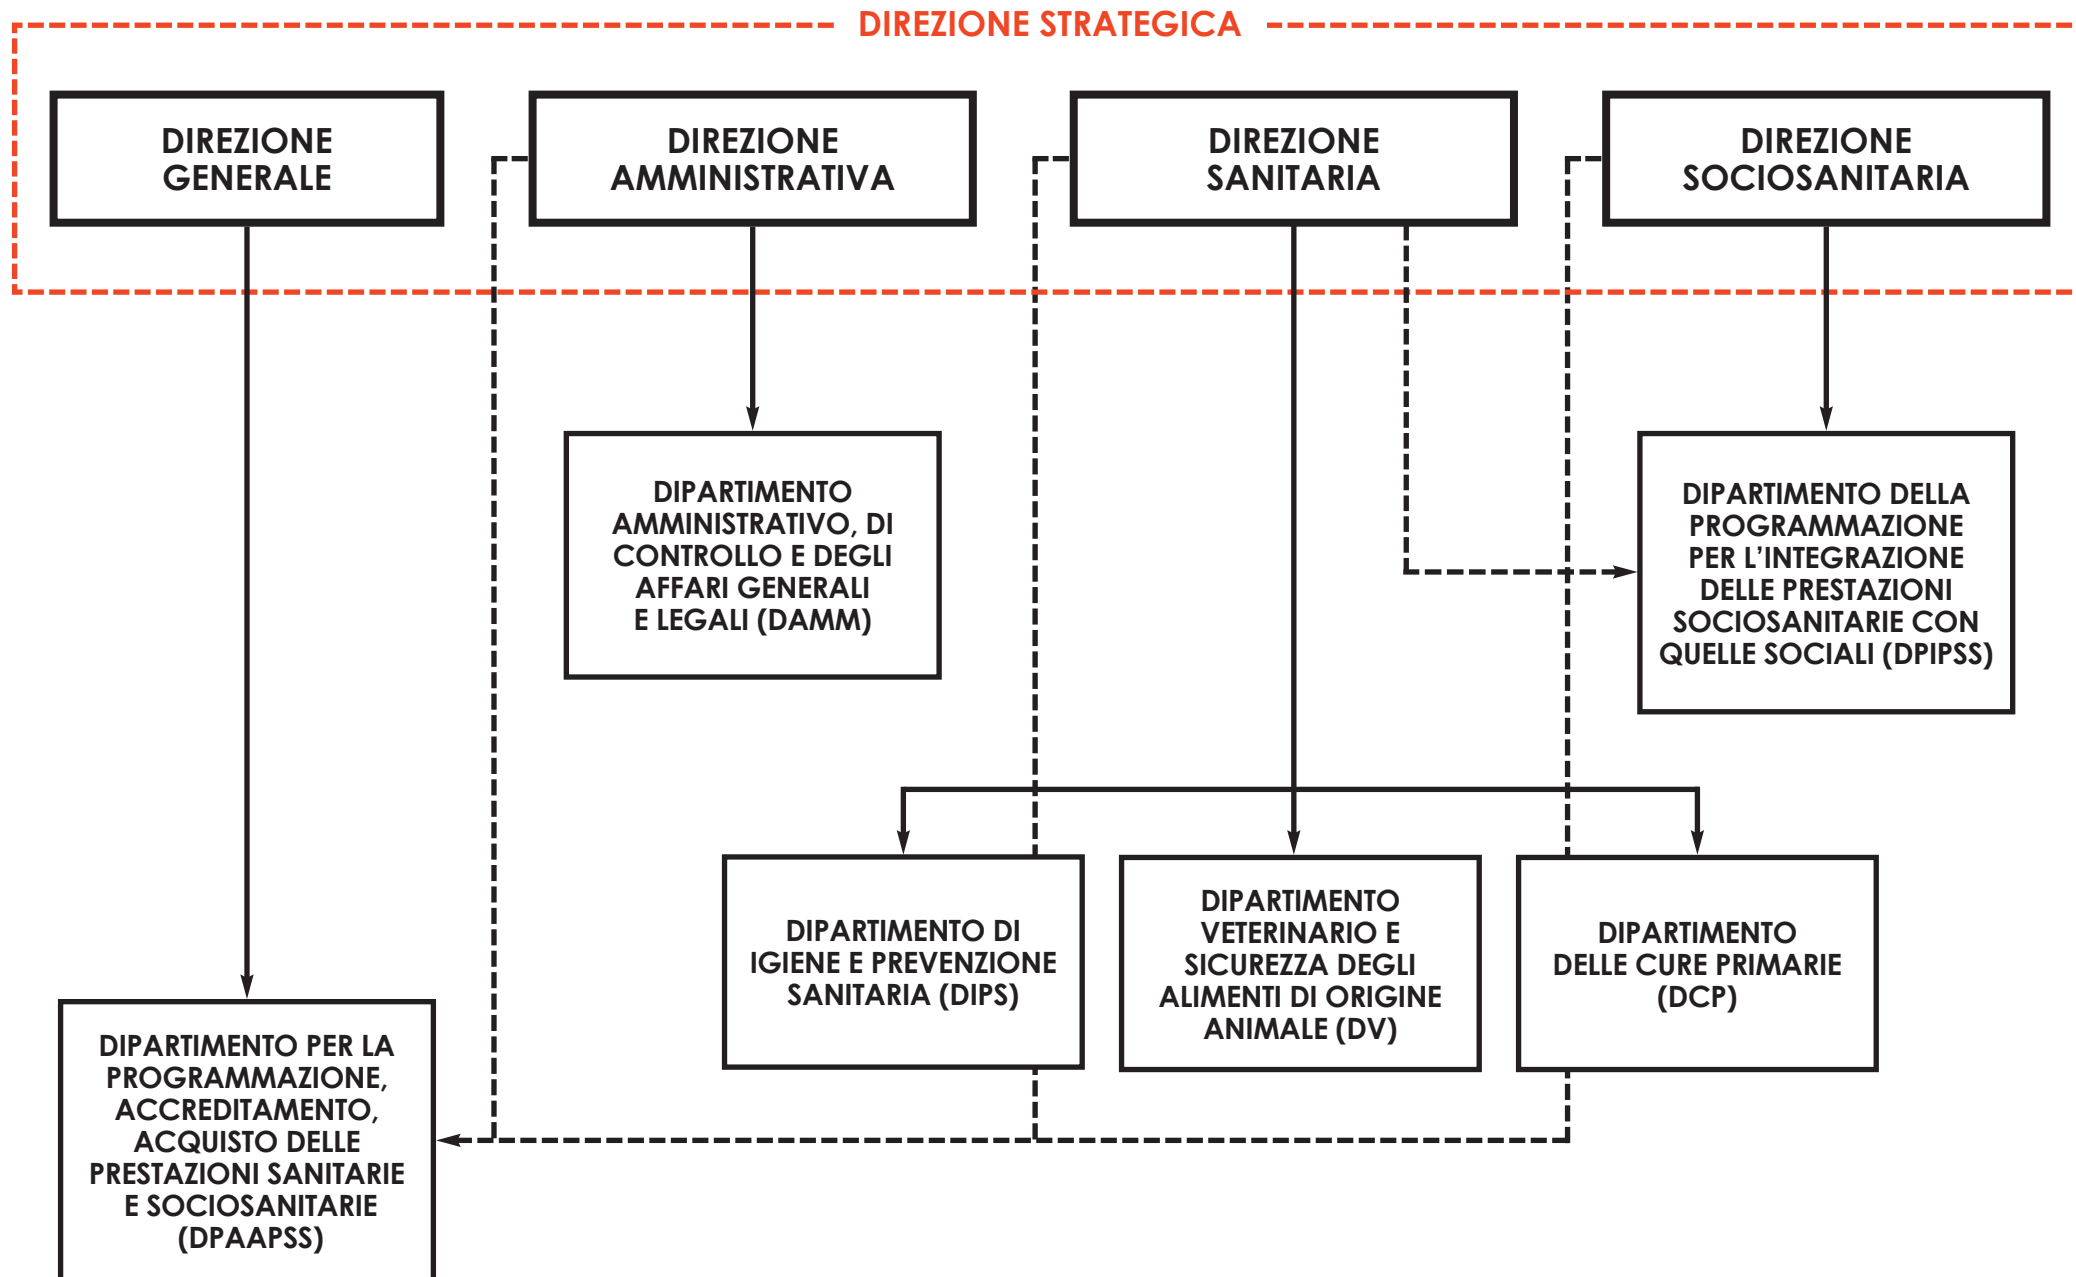 DIREZIONE STRATEGICA
DIREZIONE
GENERALE
DIREZIONE
AMMINISTRATIVA
DIREZIONE
SANITARIA
DIREZIONE
SOCIOSANITARIA
DIPARTIMENTO
AMMINISTRATIVO, DI
CONTROLLO E DEGLI
AFFARI GENERALI
E LEGALI (DAMM)
DIPARTIMENTO DELLA
PROGRAMMAZIONE
PER L’INTEGRAZIONE
DELLE PRESTAZIONI
SOCIOSANITARIE CON
QUELLE SOCIALI (DPIPSS)
DIPARTIMENTO DI
IGIENE E PREVENZIONE
SANITARIA (DIPS)
DIPARTIMENTO
VETERINARIO E
SICUREZZA DEGLI
ALIMENTI DI ORIGINE
ANIMALE (DV)
DIPARTIMENTO
DELLE CURE PRIMARIE
(DCP)
DIPARTIMENTO PER LA
PROGRAMMAZIONE,
ACCREDITAMENTO,
ACQUISTO DELLE
PRESTAZIONI SANITARIE
E SOCIOSANITARIE
(DPAAPSS)